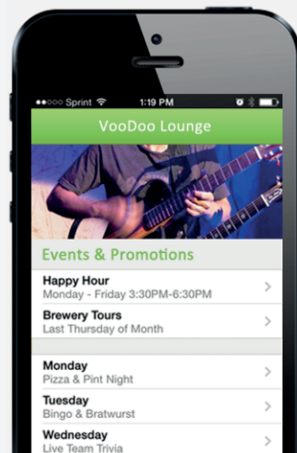 Sprint 1:19 PM
VooDoo Lounge
Events & Promotions
Happy Hour
Monday - Friday 3:30PM-6:30PM
Brewery Tours
Last Thursday of Month
Monday
Pizza & Pint Night
Tuesday
Bingo & Bratwurst
Wednesday
Live Team Trivia